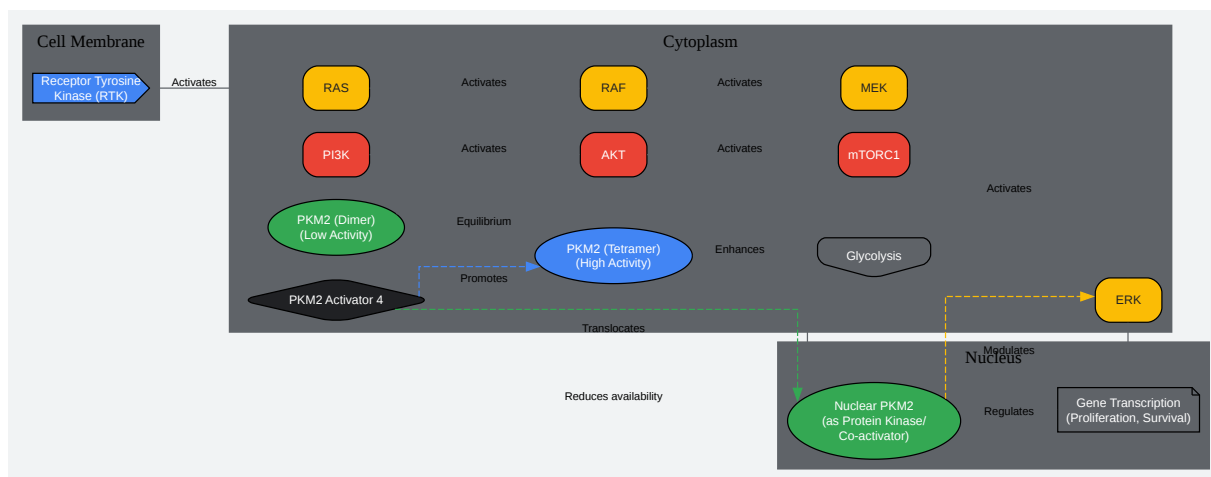 Cell Membrane
Receptor Tyrosine
Kinase (RTK)
Activates
Cytoplasm
RAS
Activates
RAF
Activates
MEK
PI3K
Activates
AKT
Activates
mTORC1
Activates
PKM2 (Dimer)
(Low Activity)
Equilibrium
PKM2 (Tetramer)
(High Activity)
Enhances
Glycolysis
Promotes
PKM2 Activator 4
ERK
Translocates
Modulates
Nucleus
Reduces availability
Nuclear PKM2
(as Protein Kinase/
Co-activator)
Regulates
Gene Transcription
(Proliferation, Survival)